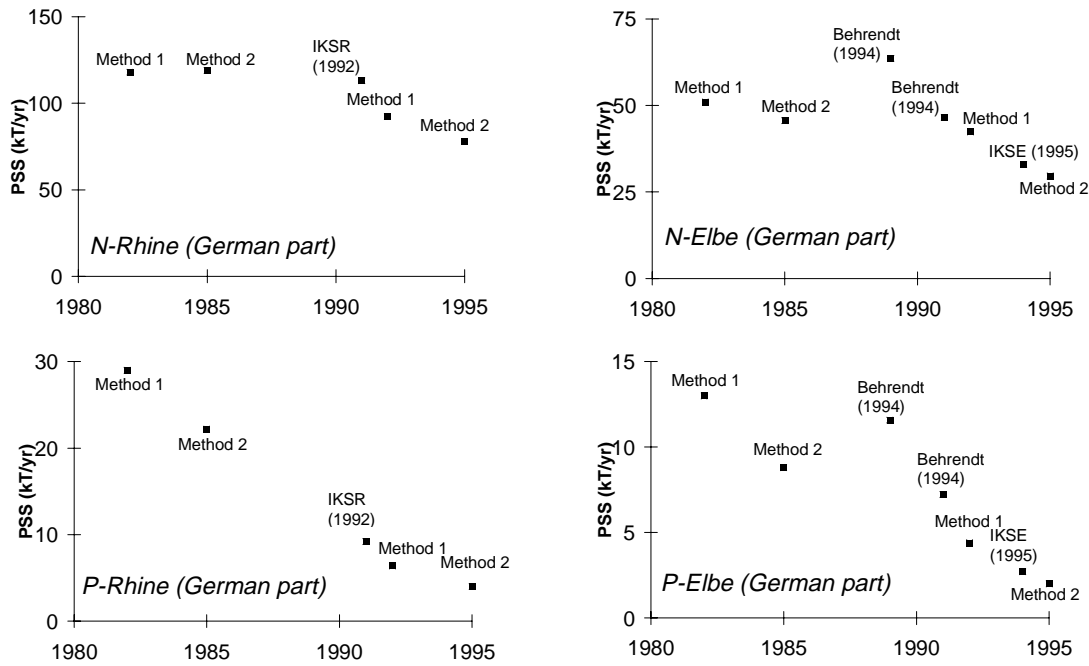 150
100
50
0
PSS (kT/yr)
Method 1
Method 2
IKSR
(1992)
Method 1
Method 2
N-Rhine (German part)
1980
1985
1990
1995
75
50
25
0
PSS (kT/yr)
Method 1
Method 2
Behrendt
(1994)
Behrendt
(1994)
Method 1
IKSE (1995)
Method 2
N-Elbe (German part)
1980
1985
1990
1995
30
20
10
0
PSS (kT/yr)
Method 1
Method 2
IKSR
(1992)
Method 1
Method 2
P-Rhine (German part)
1980
1985
1990
1995
15
10
5
0
PSS (kT/yr)
Method 1
Method 2
Behrendt
(1994)
Behrendt
(1994)
Method 1
IKSE
(1995)
Method 2
P-Elbe (German part)
1980
1985
1990
1995